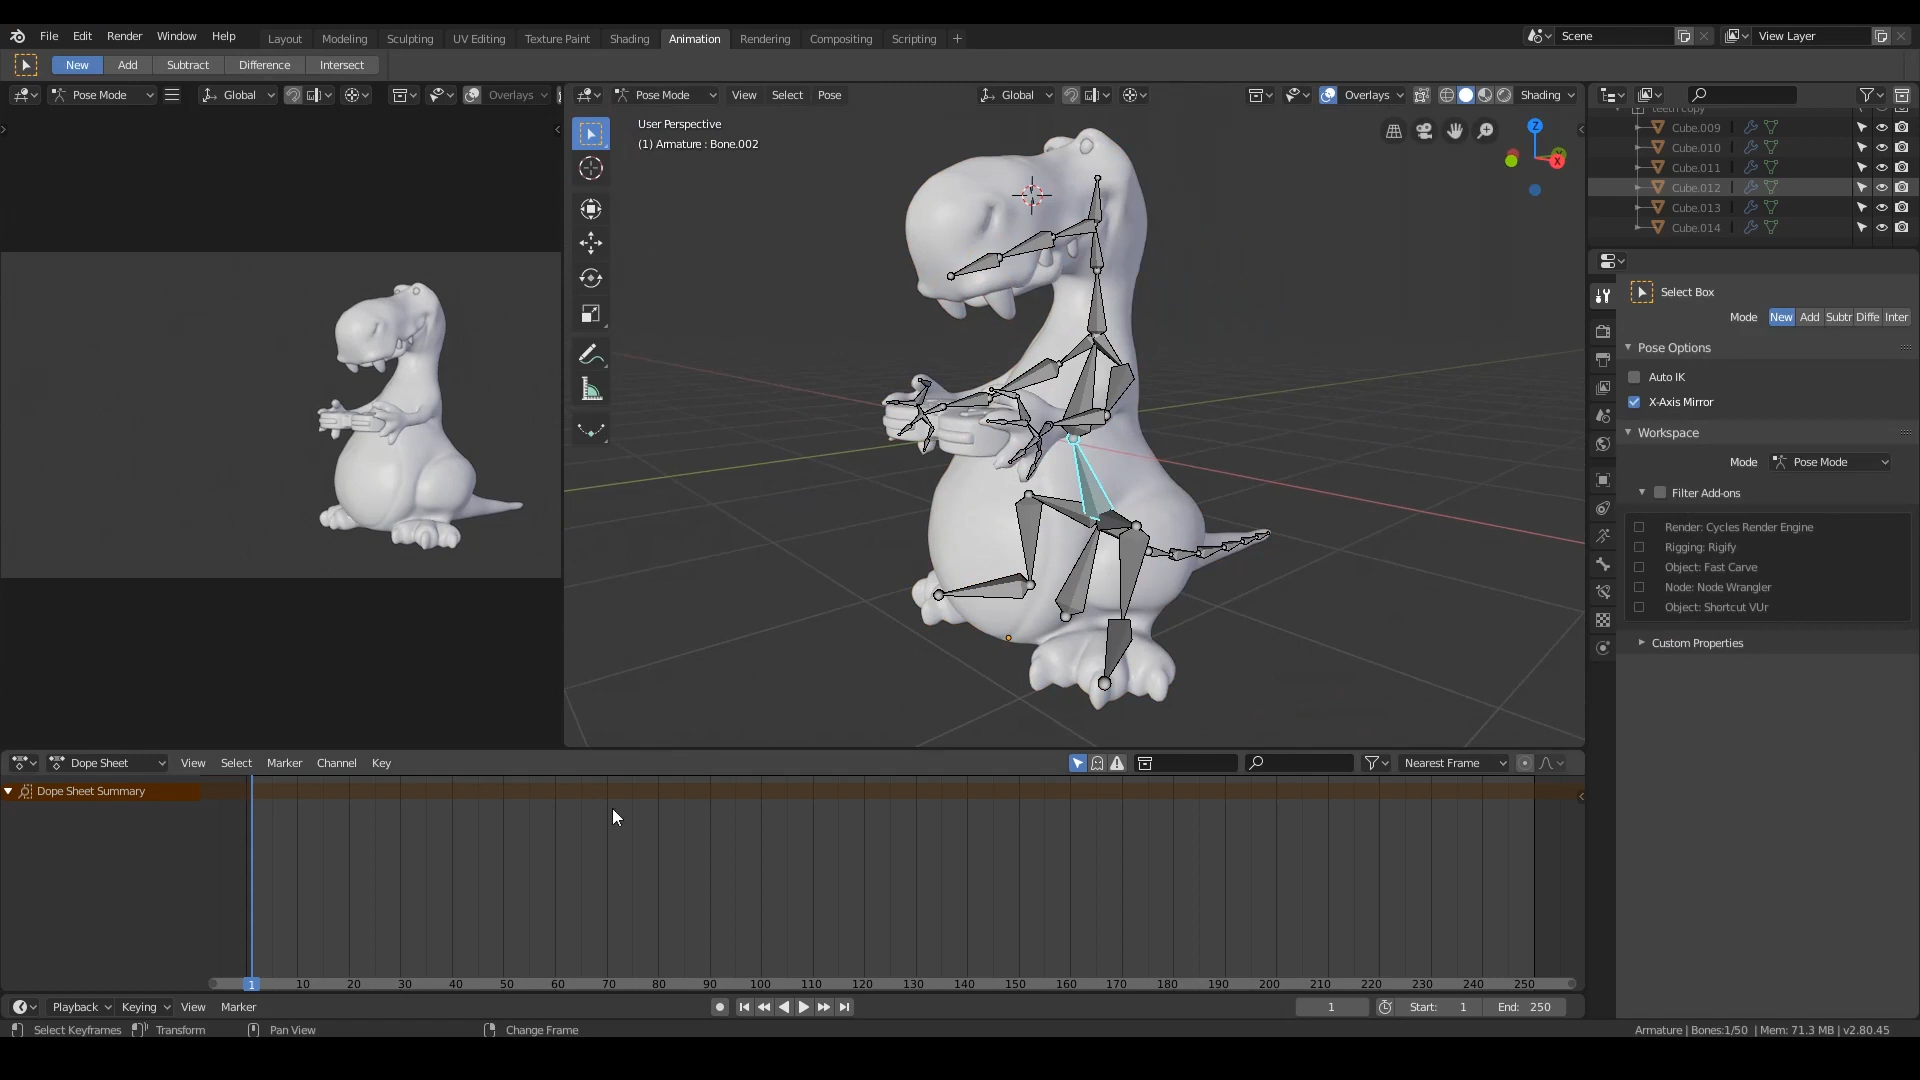 File Edit Render Window Help Layout Modeling Sculpting UV Editing Texture Paint Shading Animation Rendering Compositing Scripting + Scene View Layer
New Add Subtract Difference Intersect
Pose Mode Global Overlays Pose Mode View Select Pose Global Overlays Shading
User Perspective
(1) Armature : Bone.002
Z
X
teeth copy
Cube.009
Cube.010
Cube.011
Cube.012
Cube.013
Cube.014
Select Box
Mode New Add Subtr Diffe Inter
Pose Options
Auto IK
X-Axis Mirror
Workspace
Mode Pose Mode
Filter Add-ons
Render: Cycles Render Engine
Rigging: Rigify
Object: Fast Carve
Node: Node Wrangler
Object: Shortcut VUr
Custom Properties
Dope Sheet View Select Marker Channel Key Nearest Frame
Dope Sheet Summary
1 10 20 30 40 50 60 70 80 90 100 110 120 130 140 150 160 170 180 190 200 210 220 230 240 250
Playback Keying View Marker 1 Start: 1 End: 250
Select Keyframes Transform Pan View Change Frame Armature | Bones:1/50 | Mem: 71.3 MB | v2.80.45